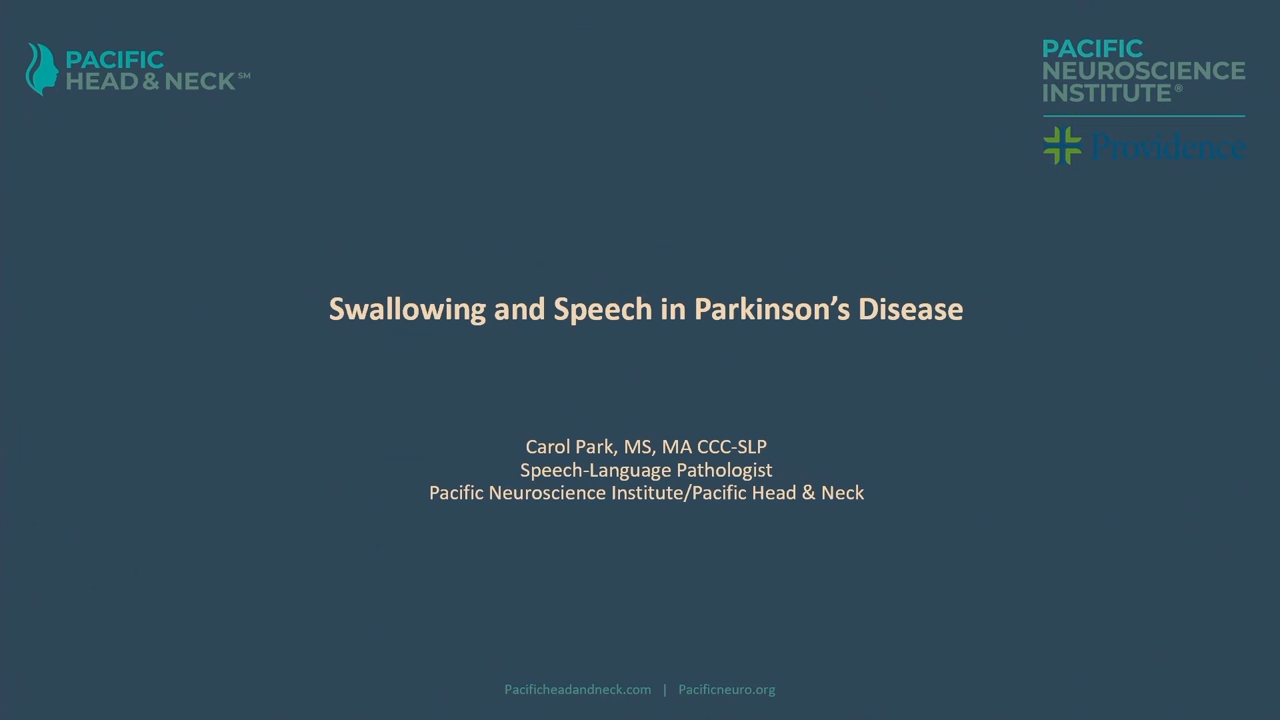 PACIFIC
HEAD & NECK℠
PACIFIC
NEUROSCIENCE
INSTITUTE®
Providence
Swallowing and Speech in Parkinson’s Disease
Carol Park, MS, MA CCC-SLP
Speech-Language Pathologist
Pacific Neuroscience Institute/Pacific Head & Neck
Pacificheadandneck.com | Pacificneuro.org